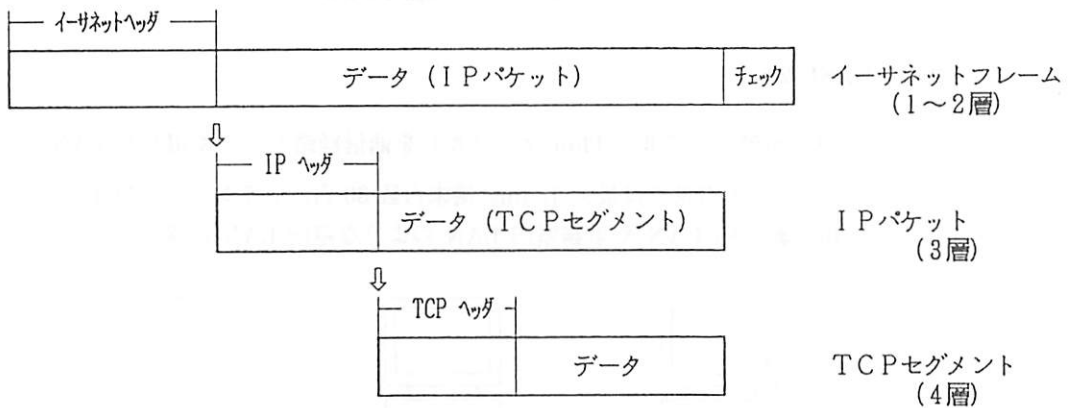 イーサネットヘッダ
データ (IPパケット)
チェック
イーサネットフレーム
(1~2層)
IP ヘッダ
データ (TCPセグメント)
IPパケット
(3層)
TCP ヘッダ
データ
TCPセグメント
(4層)